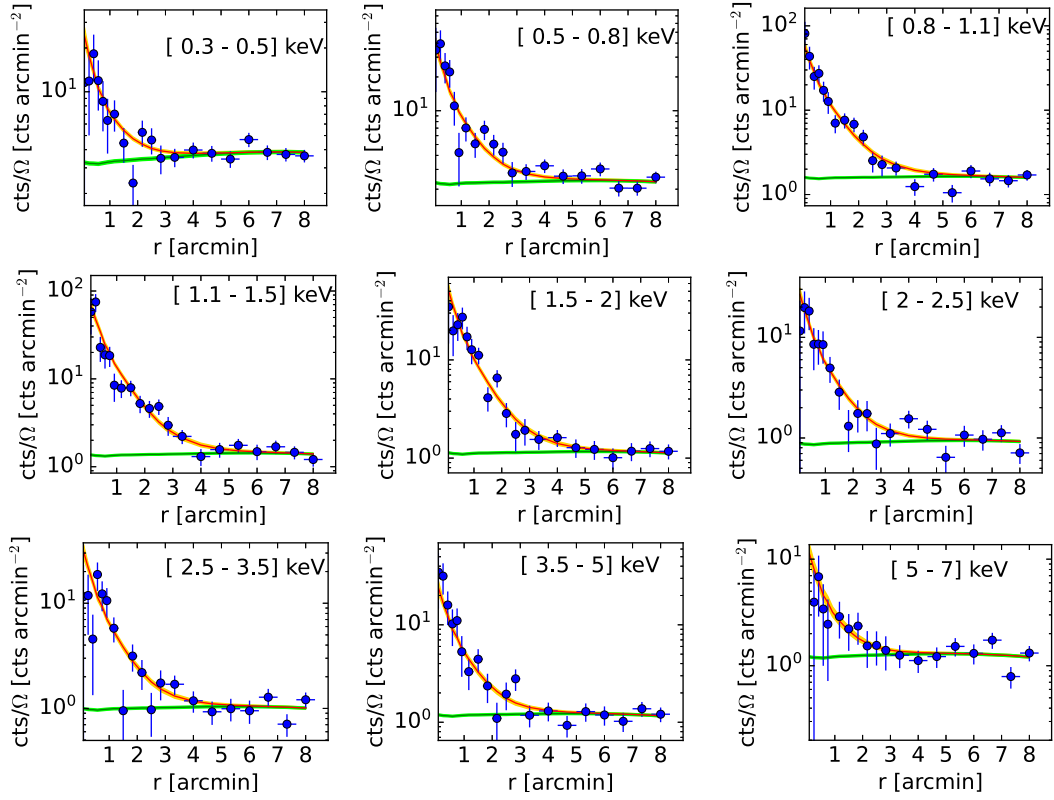 [ 0.3 - 0.5] keV
cts/Ω [cts arcmin⁻²]
10¹
1 2 3 4 5 6 7 8
r [arcmin]
[ 0.5 - 0.8] keV
cts/Ω [cts arcmin⁻²]
10¹
1 2 3 4 5 6 7 8
r [arcmin]
[ 0.8 - 1.1] keV
cts/Ω [cts arcmin⁻²]
10²
10¹
10⁰
1 2 3 4 5 6 7 8
r [arcmin]
[ 1.1 - 1.5] keV
cts/Ω [cts arcmin⁻²]
10²
10¹
10⁰
1 2 3 4 5 6 7 8
r [arcmin]
[ 1.5 - 2] keV
cts/Ω [cts arcmin⁻²]
10¹
10⁰
1 2 3 4 5 6 7 8
r [arcmin]
[ 2 - 2.5] keV
cts/Ω [cts arcmin⁻²]
10¹
10⁰
1 2 3 4 5 6 7 8
r [arcmin]
[ 2.5 - 3.5] keV
cts/Ω [cts arcmin⁻²]
10¹
10⁰
1 2 3 4 5 6 7 8
r [arcmin]
[ 3.5 - 5] keV
cts/Ω [cts arcmin⁻²]
10¹
10⁰
1 2 3 4 5 6 7 8
r [arcmin]
[ 5 - 7] keV
cts/Ω [cts arcmin⁻²]
10¹
10⁰
1 2 3 4 5 6 7 8
r [arcmin]